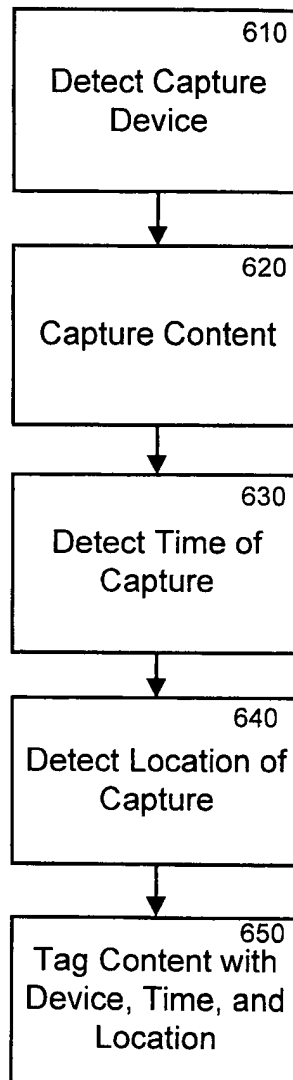 610
Detect Capture
Device
620
Capture Content
630
Detect Time of
Capture
640
Detect Location of
Capture
650
Tag Content with
Device, Time, and
Location